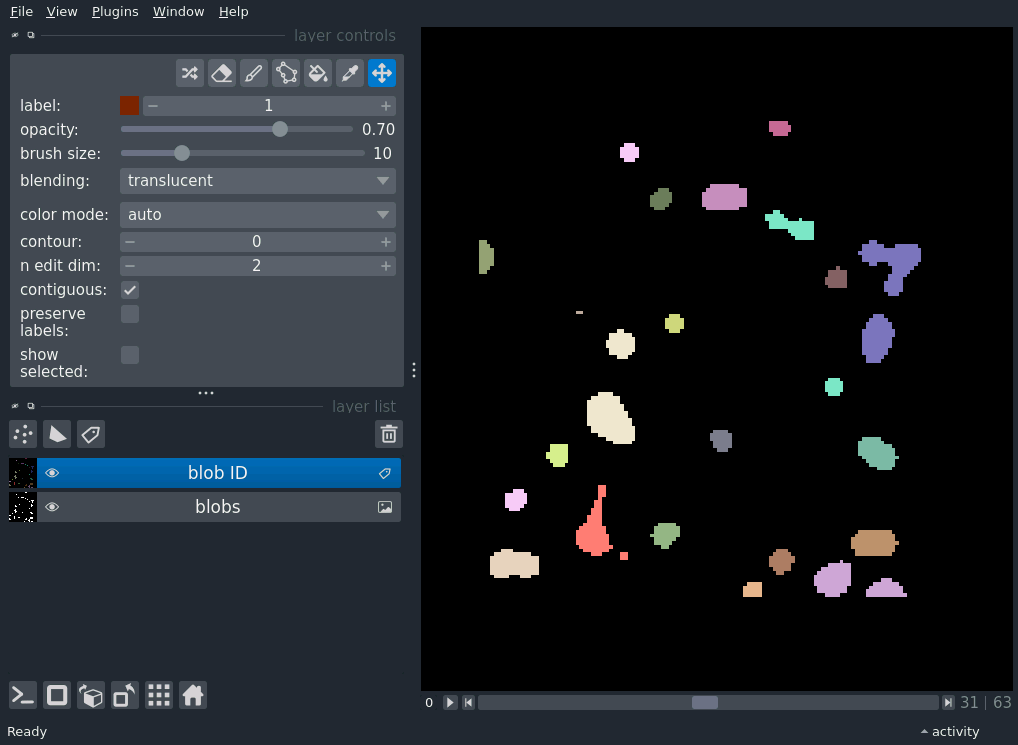 File View Plugins Window Help
layer controls
label: 1
opacity: 0.70
brush size: 10
blending: translucent
color mode: auto
contour: 0
n edit dim: 2
contiguous:
preserve
labels:
show
selected:
layer list
blob ID
blobs
0 31 | 63
Ready activity